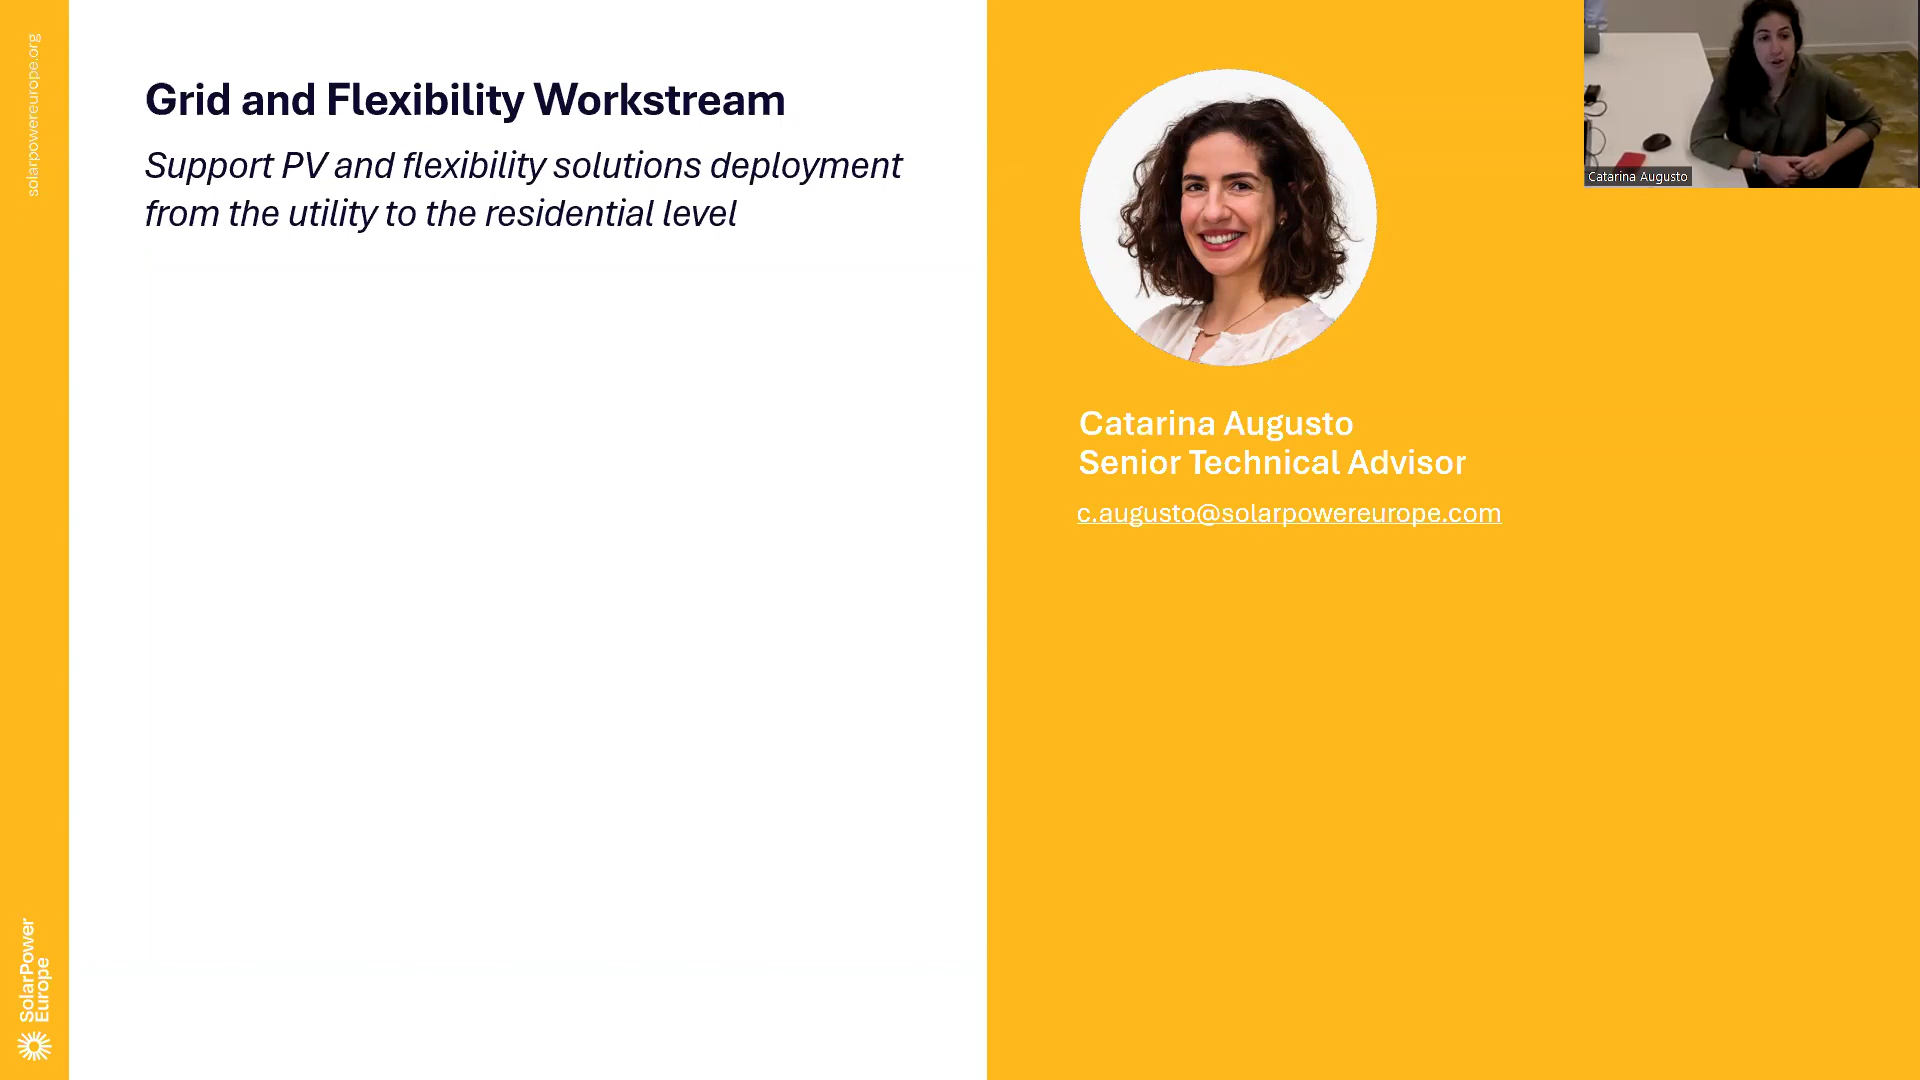 solarpowereurope.org
Grid and Flexibility Workstream
Support PV and flexibility solutions deployment
from the utility to the residential level
Catarina Augusto
Catarina Augusto
Senior Technical Advisor
c.augusto@solarpowereurope.com
SolarPower
Europe